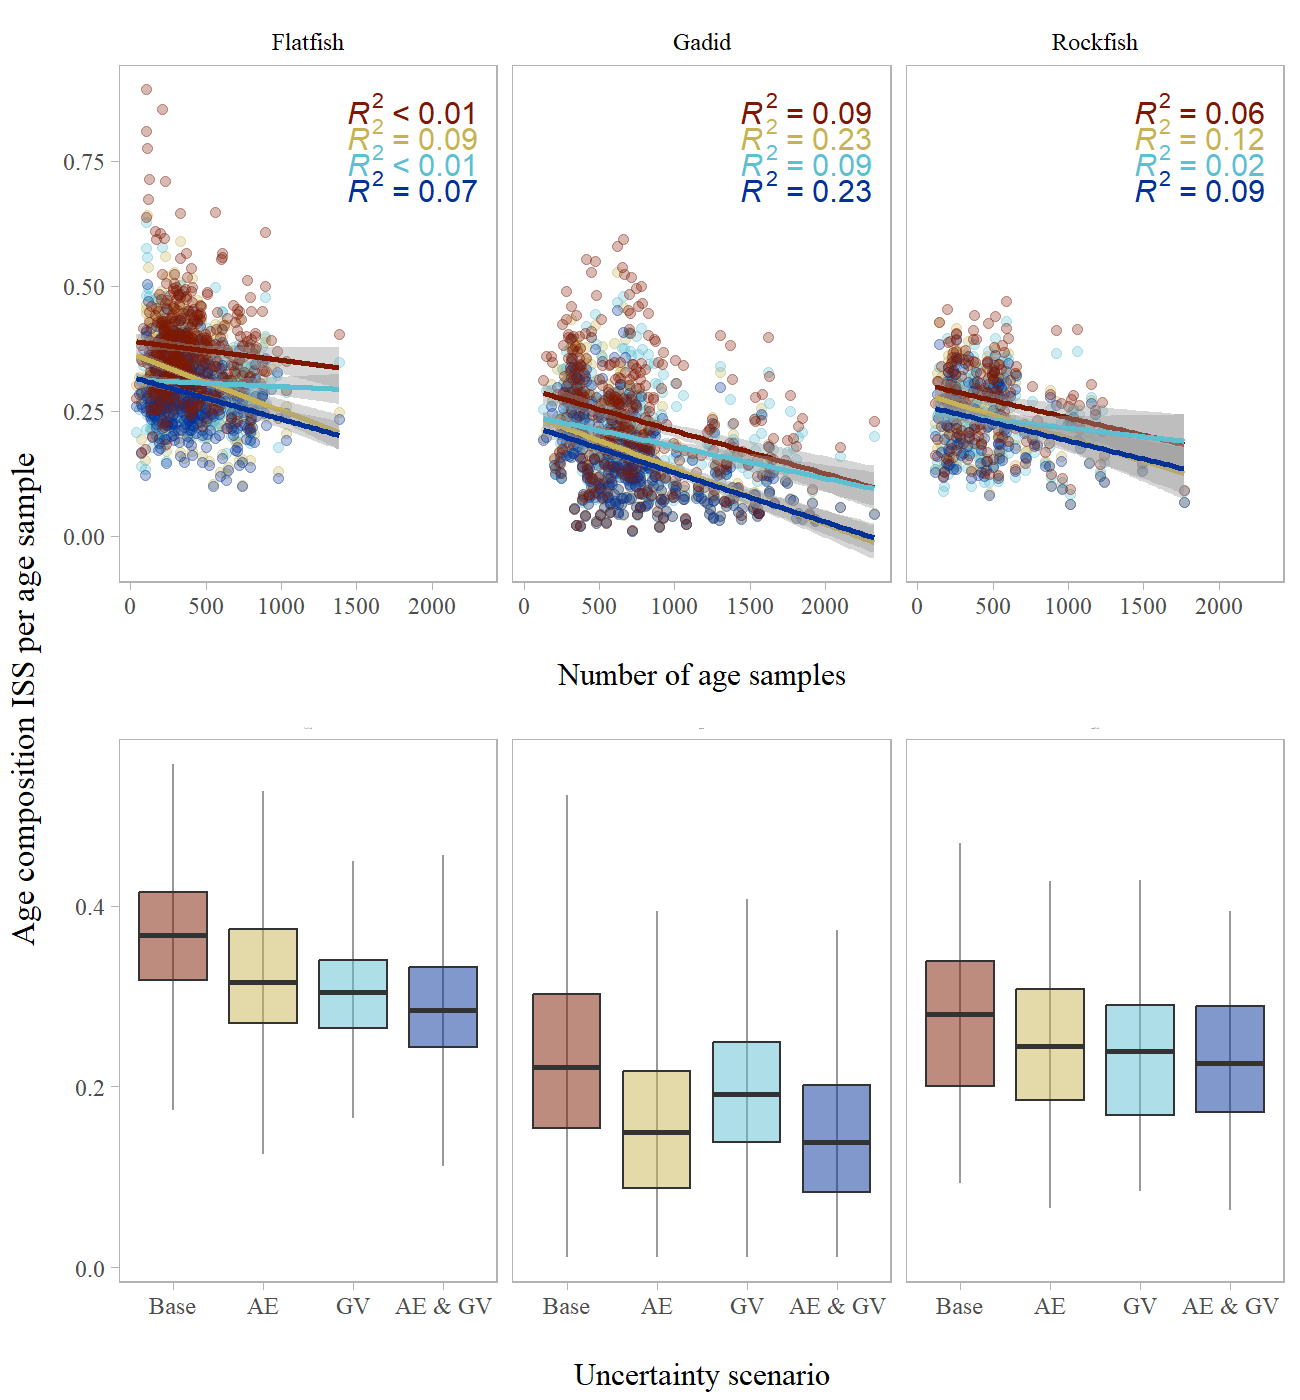 Flatfish
Gadid
Rockfish
R² < 0.01
R² = 0.09
R² < 0.01
R² = 0.07
R² = 0.09
R² = 0.23
R² = 0.09
R² = 0.23
R² = 0.06
R² = 0.12
R² = 0.02
R² = 0.09
0.75
0.50
0.25
0.00
0 500 1000 1500 2000
0 500 1000 1500 2000
0 500 1000 1500 2000
Number of age samples
Age composition ISS per age sample
0.4
0.2
0.0
Base AE GV AE & GV
Base AE GV AE & GV
Base AE GV AE & GV
Uncertainty scenario